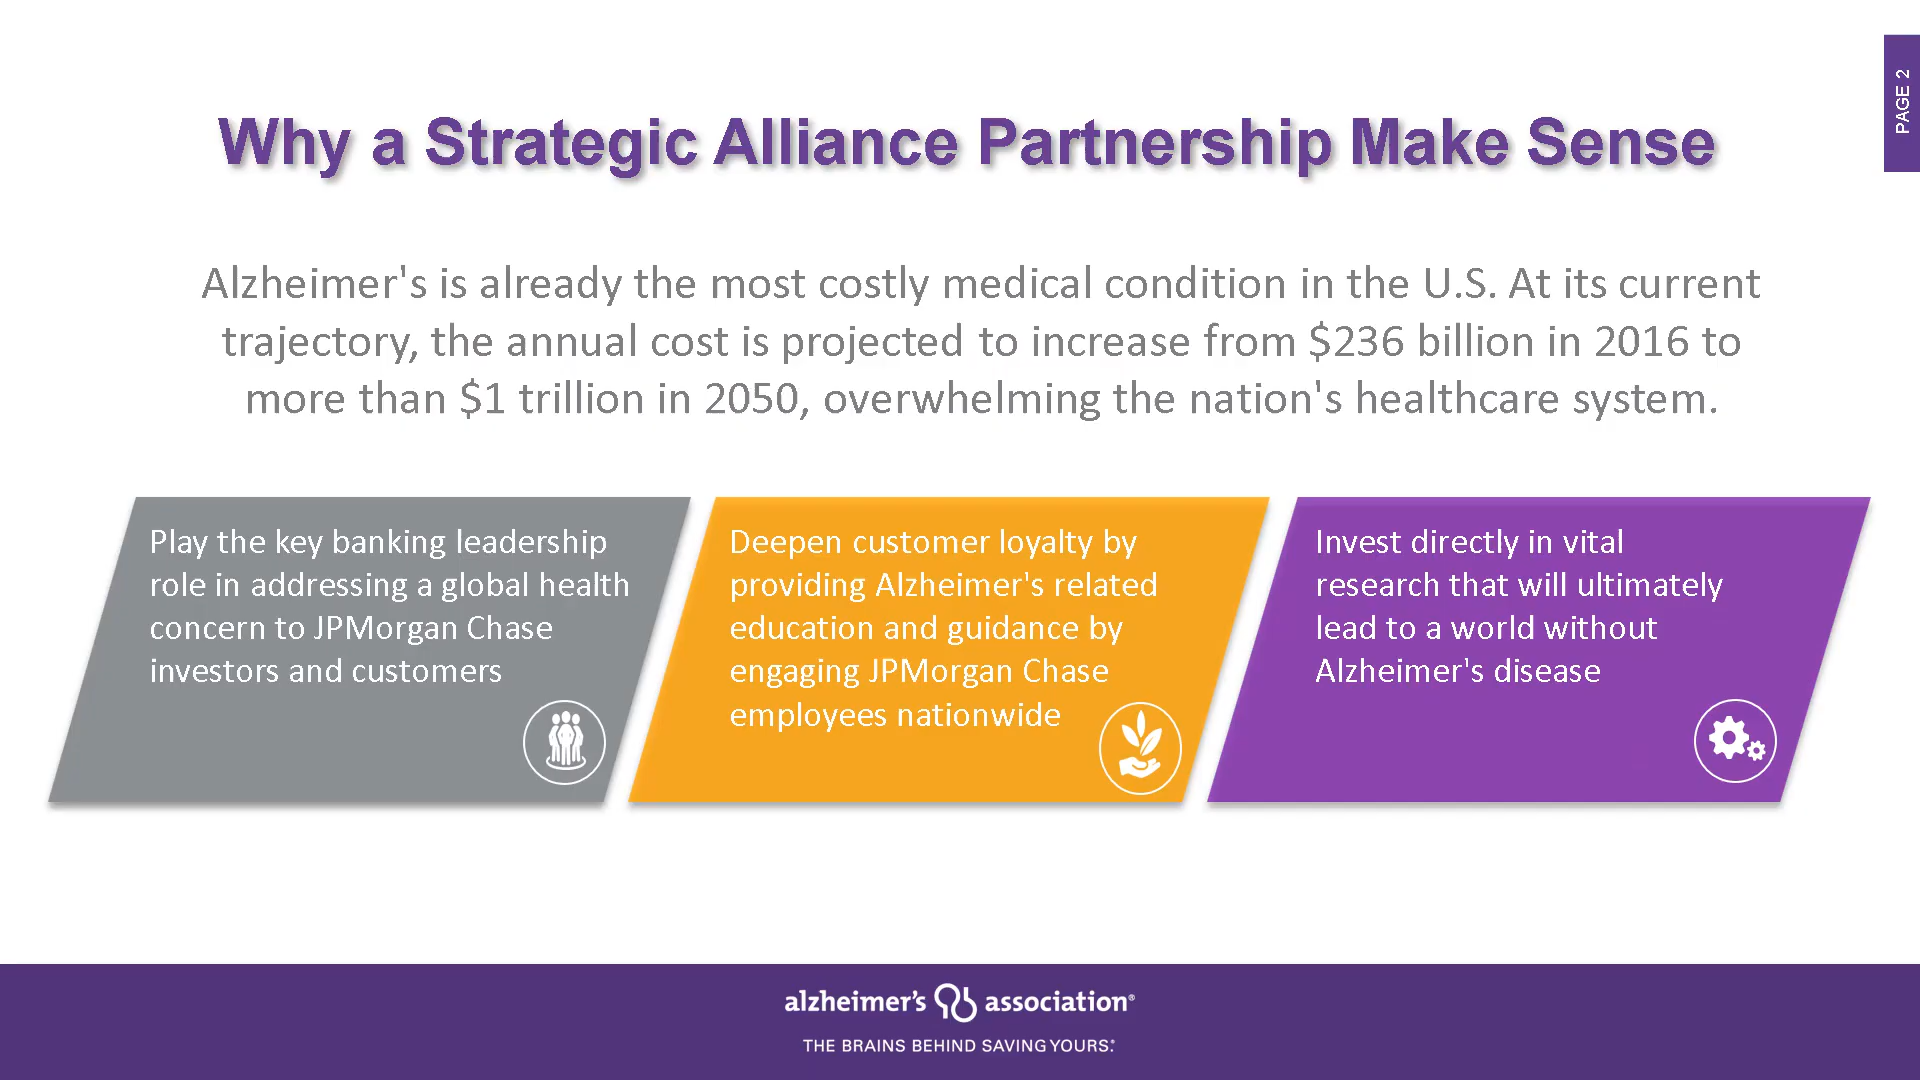 PAGE 2
Why a Strategic Alliance Partnership Make Sense
Alzheimer's is already the most costly medical condition in the U.S. At its current
trajectory, the annual cost is projected to increase from $236 billion in 2016 to
more than $1 trillion in 2050, overwhelming the nation's healthcare system.
Play the key banking leadership
role in addressing a global health
concern to JPMorgan Chase
investors and customers
Deepen customer loyalty by
providing Alzheimer's related
education and guidance by
engaging JPMorgan Chase
employees nationwide
Invest directly in vital
research that will ultimately
lead to a world without
Alzheimer's disease
alzheimer's association®
THE BRAINS BEHIND SAVING YOURS.®